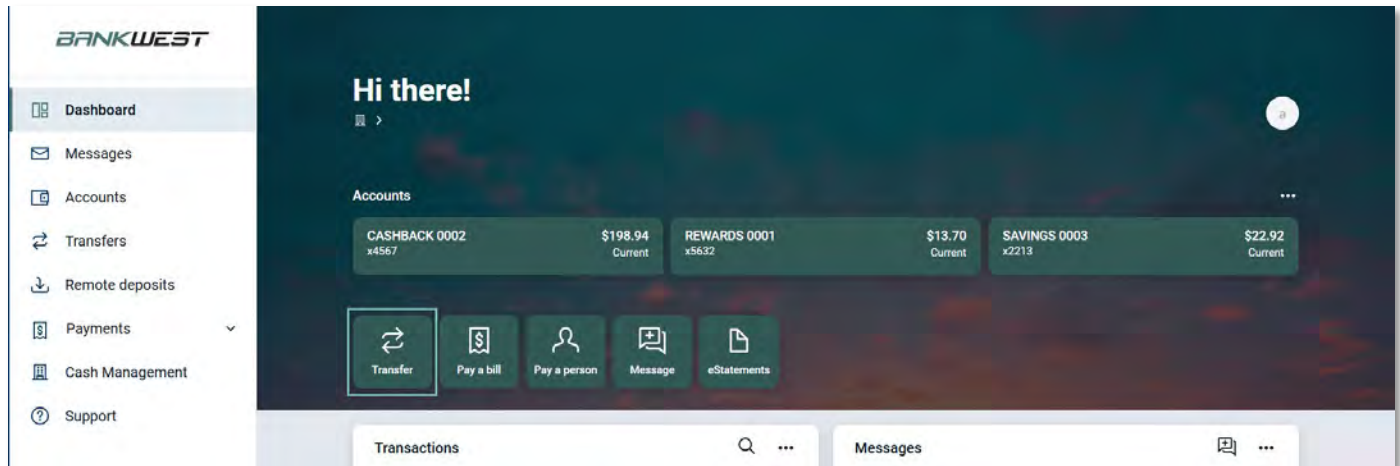 BANKWEST
Dashboard
Messages
Accounts
Transfers
Remote deposits
Payments
Cash Management
Support
Hi there!
a
Accounts
CASHBACK 0002 $198.94
x4567 Current
REWARDS 0001 $13.70
x5632 Current
SAVINGS 0003 $22.92
x2213 Current
Transfer
Pay a bill
Pay a person
Message
eStatements
Transactions
Messages